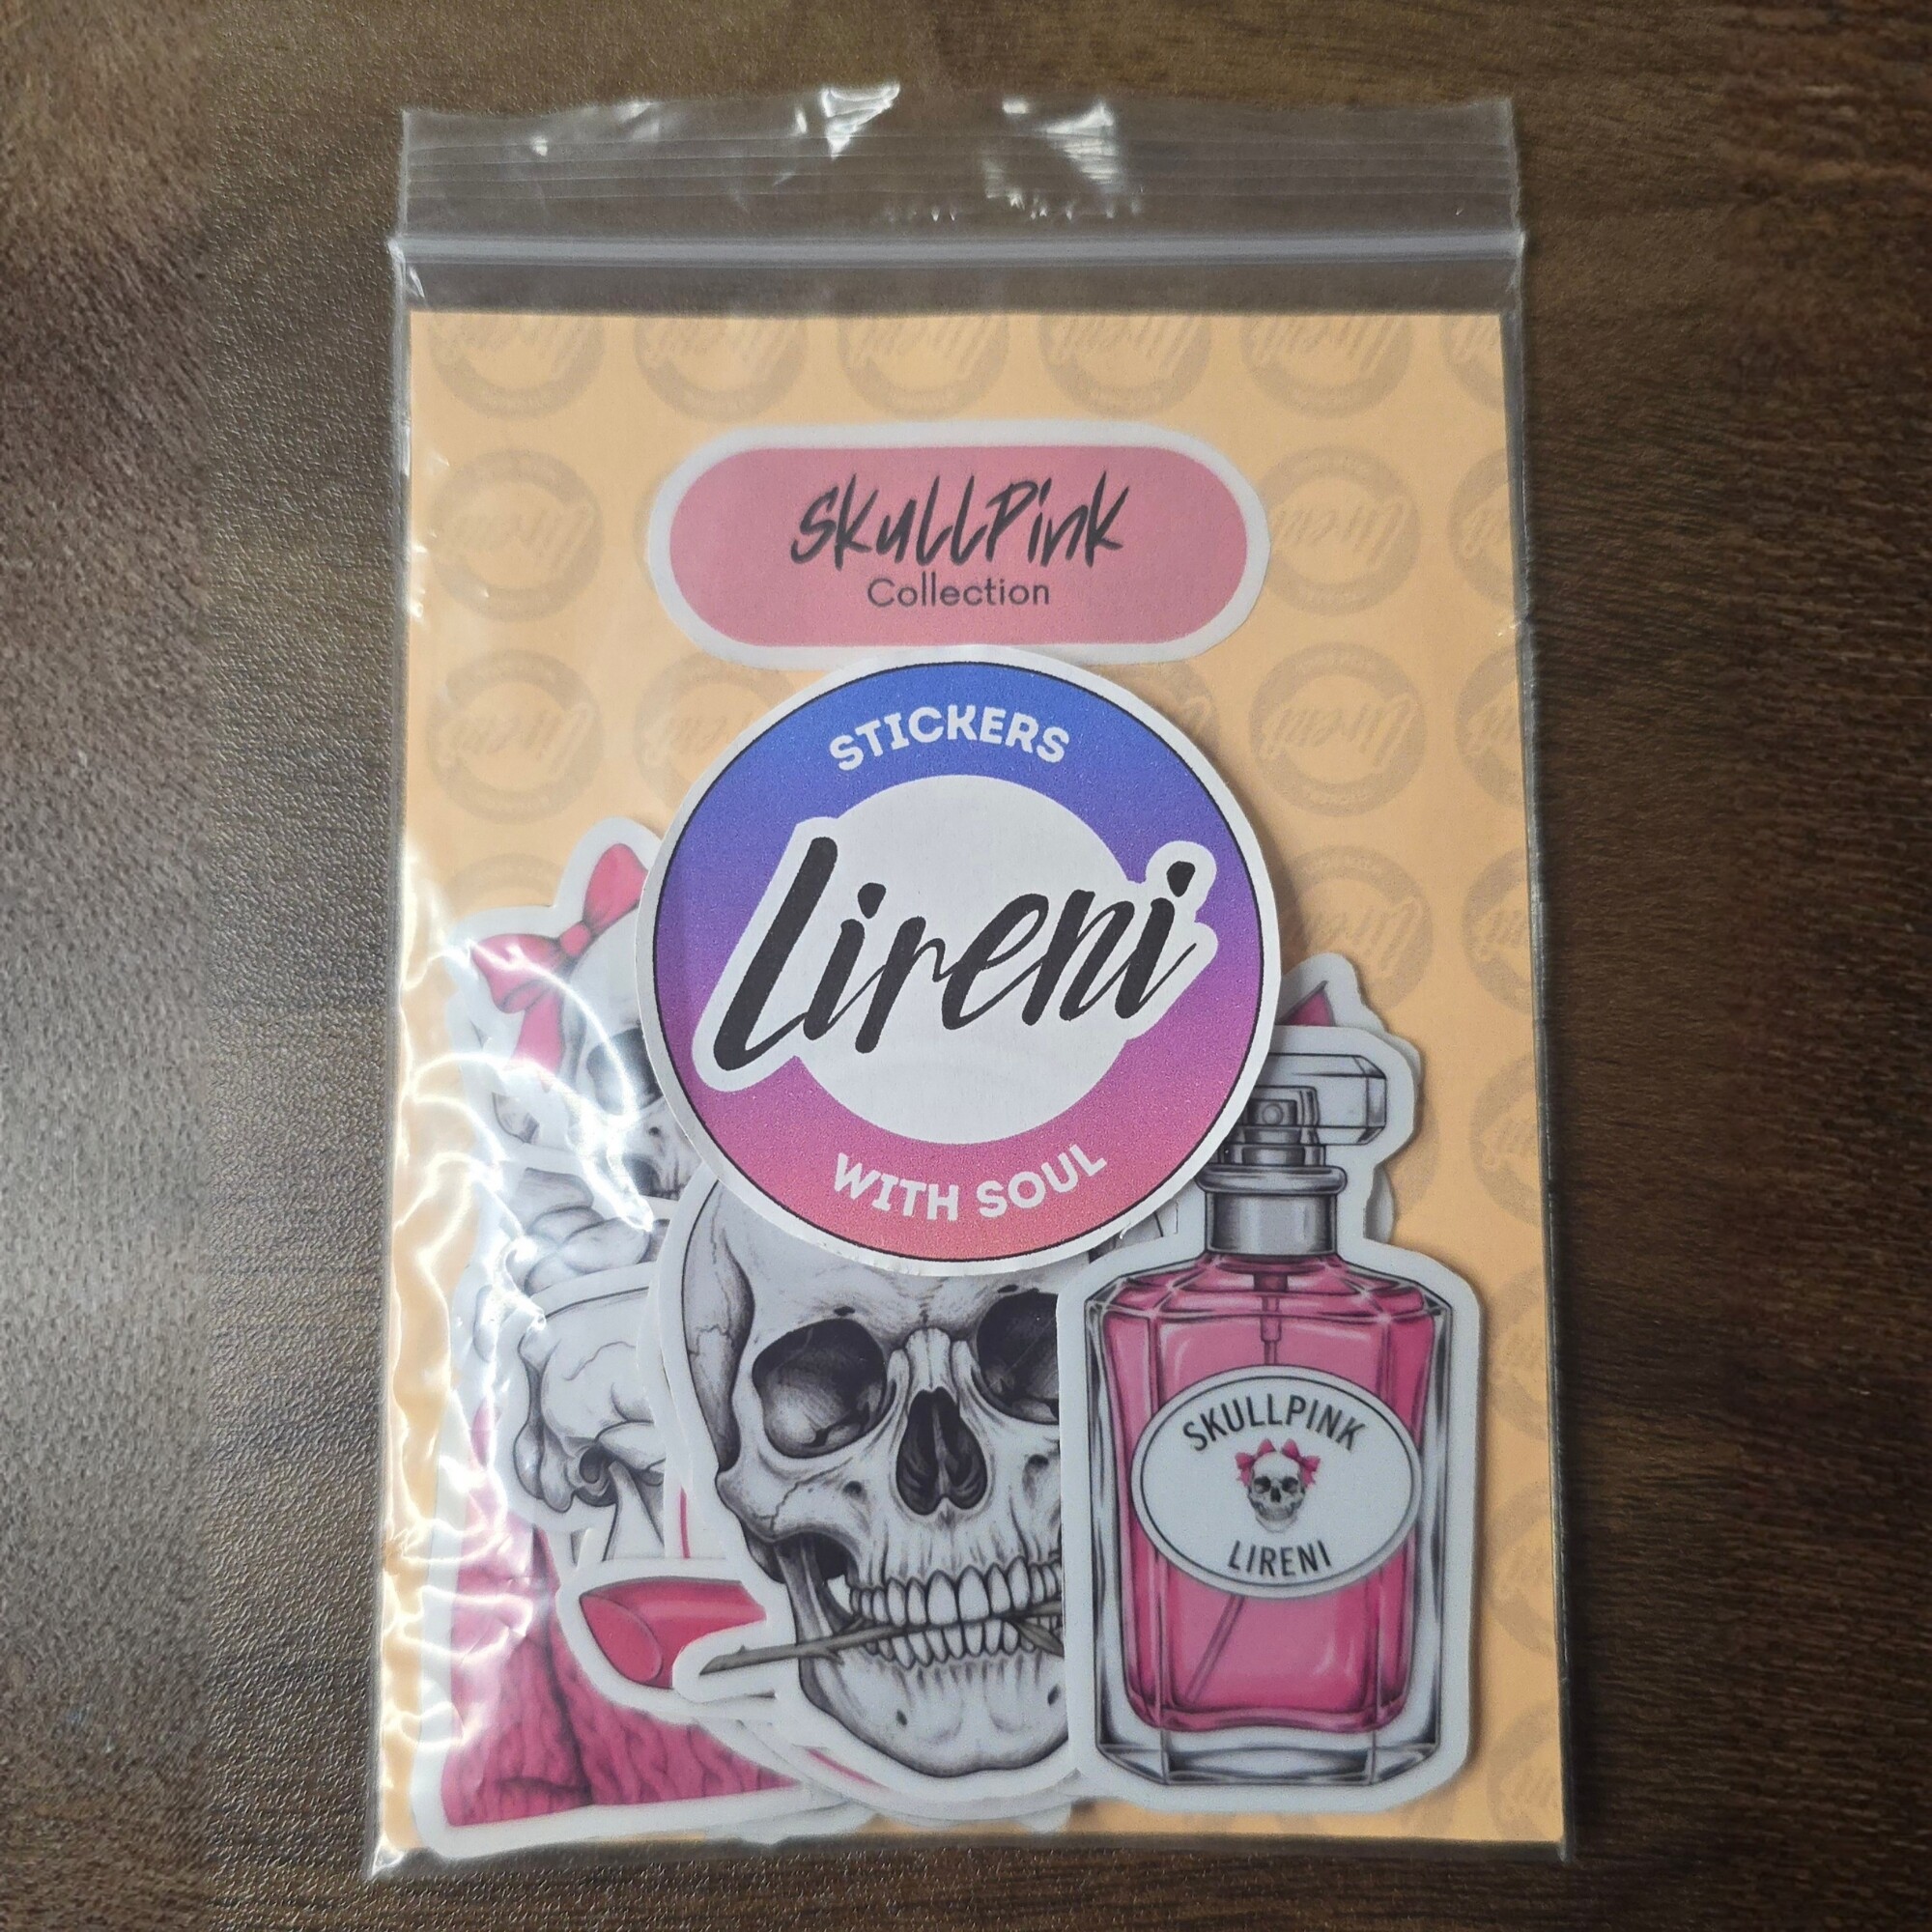 SkullPink
Collection
STICKERS
Lireni
WITH SOUL
SKULLPINK
LIRENI